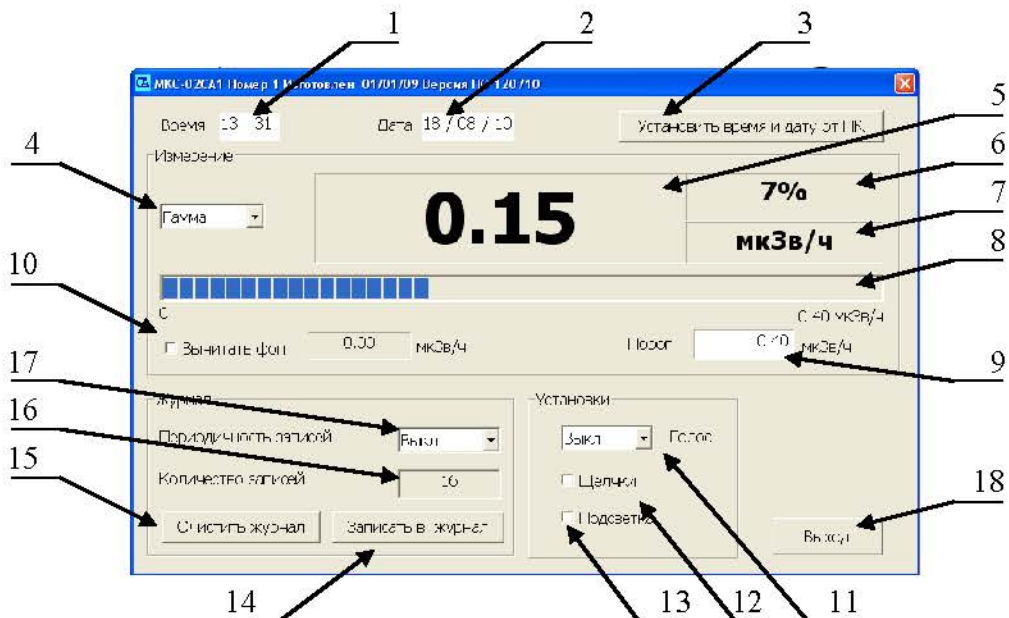 1 2 3
МКС-02СА1 Номер 1 Изготовлен 01/01/09 Версия ПО 120/10
5
Время 13 31 Дата 18 / 08 / 10 Установить время и дату от ПК
6
4 Измерение
7% 7
Гамма 0.15
мкЗв/ч 8
10
0 0.40 мкЗв/ч
Вычитать фон 0.00 мкЗв/ч Порог 0.40 мкЗв/ч
17 9
Журнал Установки
16
Периодичность записей Выкл Выкл Голос
15
Количество записей 16 Щелчки
18
Подсветка
Очистить журнал Записать в журнал
Выход
14 13 12 11